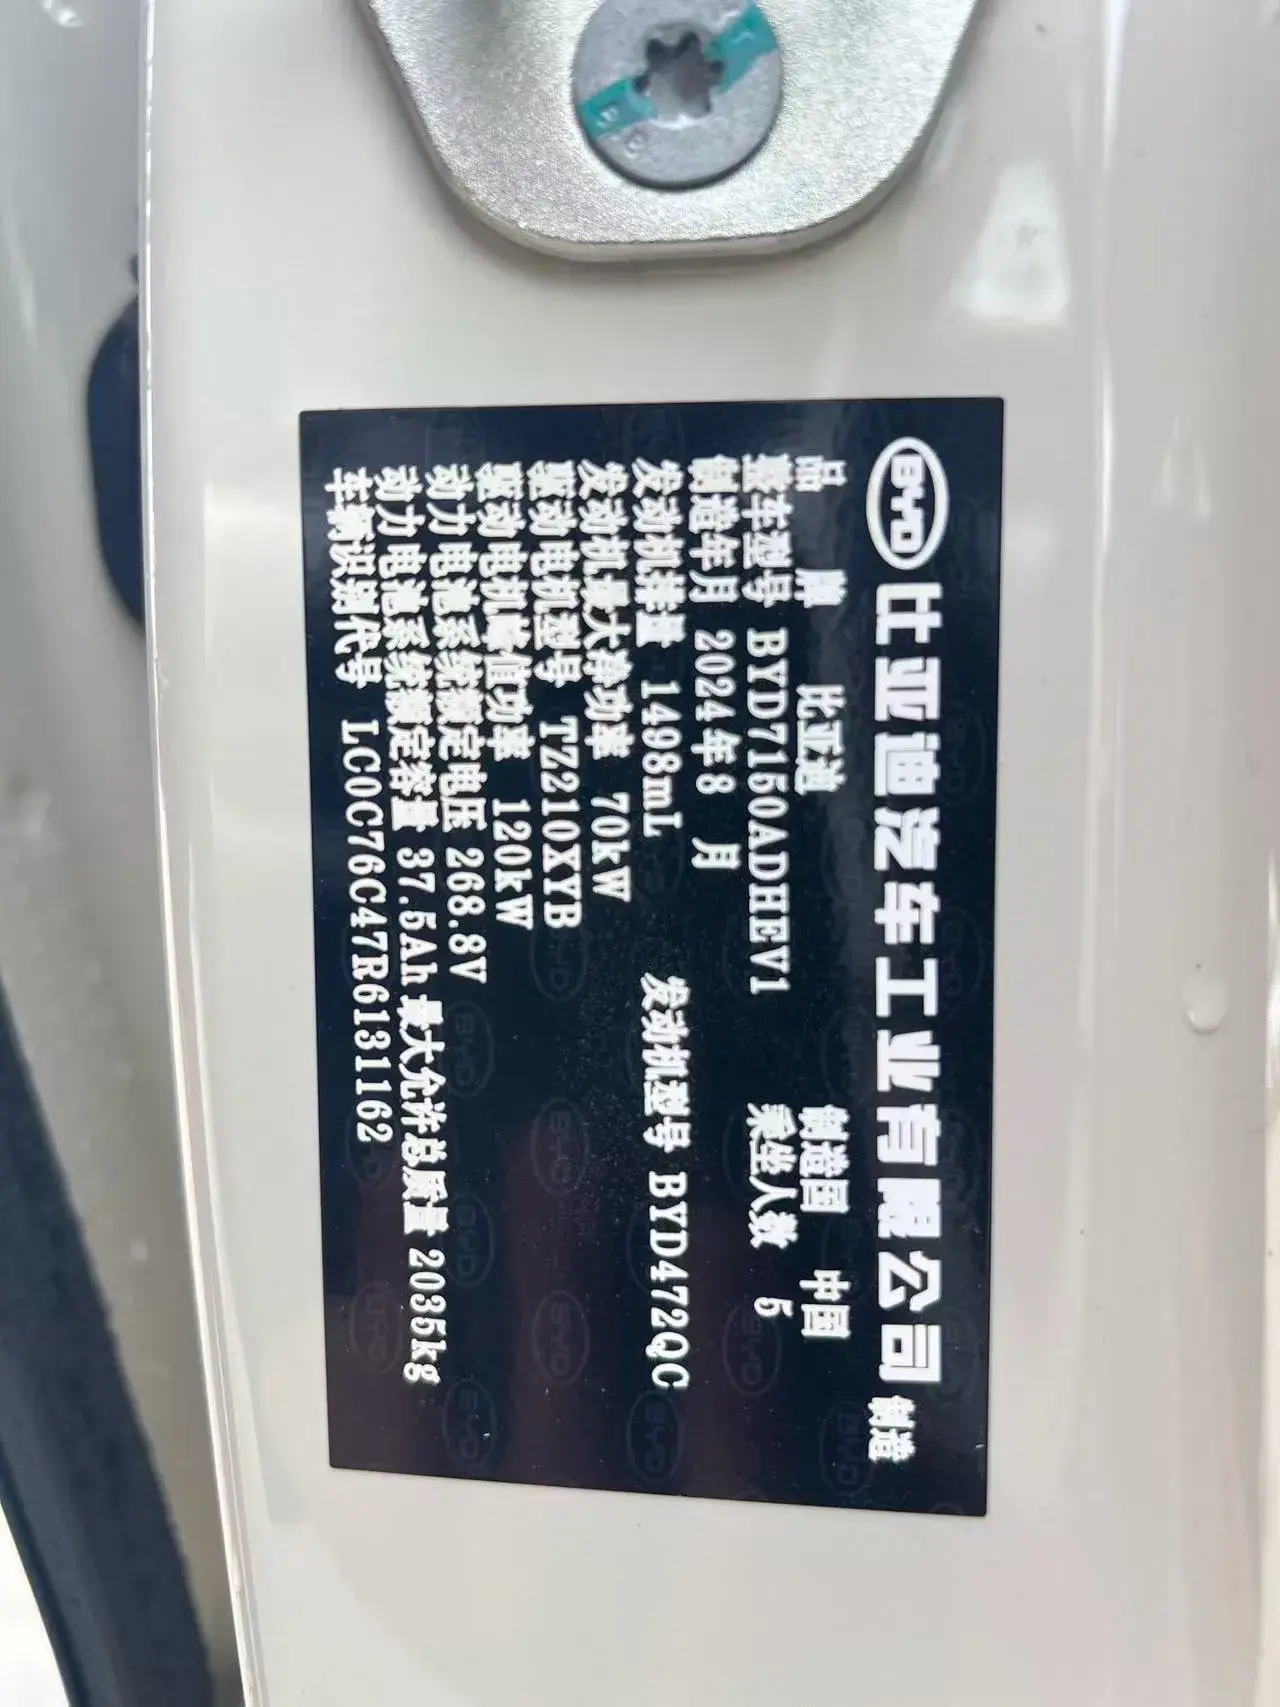 BYD 比亚迪汽车工业有限公司 制造
品 牌 比亚迪 制造国 中国
整车型号 BYD7150ADHEV1 乘坐人数 5
制造年月 2024年8 月
发动机排量 1498mL 发动机型号 BYD472QC
发动机最大净功率 70kW
驱动电机型号 TZ210XYB
驱动电机峰值功率 120kW
动力电池系统额定电压 268.8V
动力电池系统额定容量 37.5Ah 最大允许总质量 2035kg
车辆识别代号 LC0C76C47R6131162